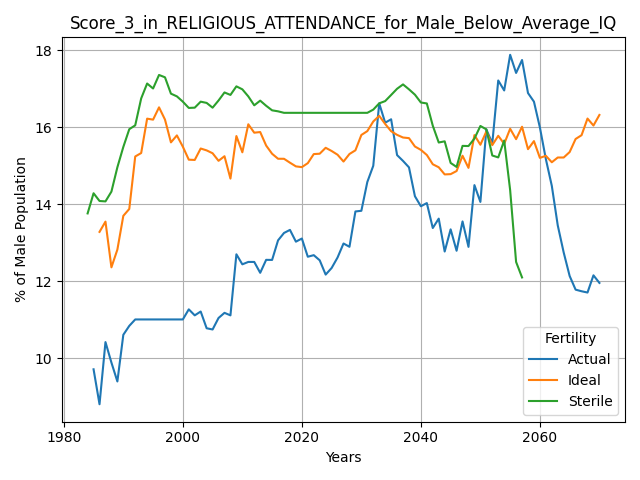 Score_3_in_RELIGIOUS_ATTENDANCE_for_Male_Below_Average_IQ
% of Male Population
18
16
14
12
10
1980
2000
2020
2040
2060
Years
Fertility
Actual
Ideal
Sterile